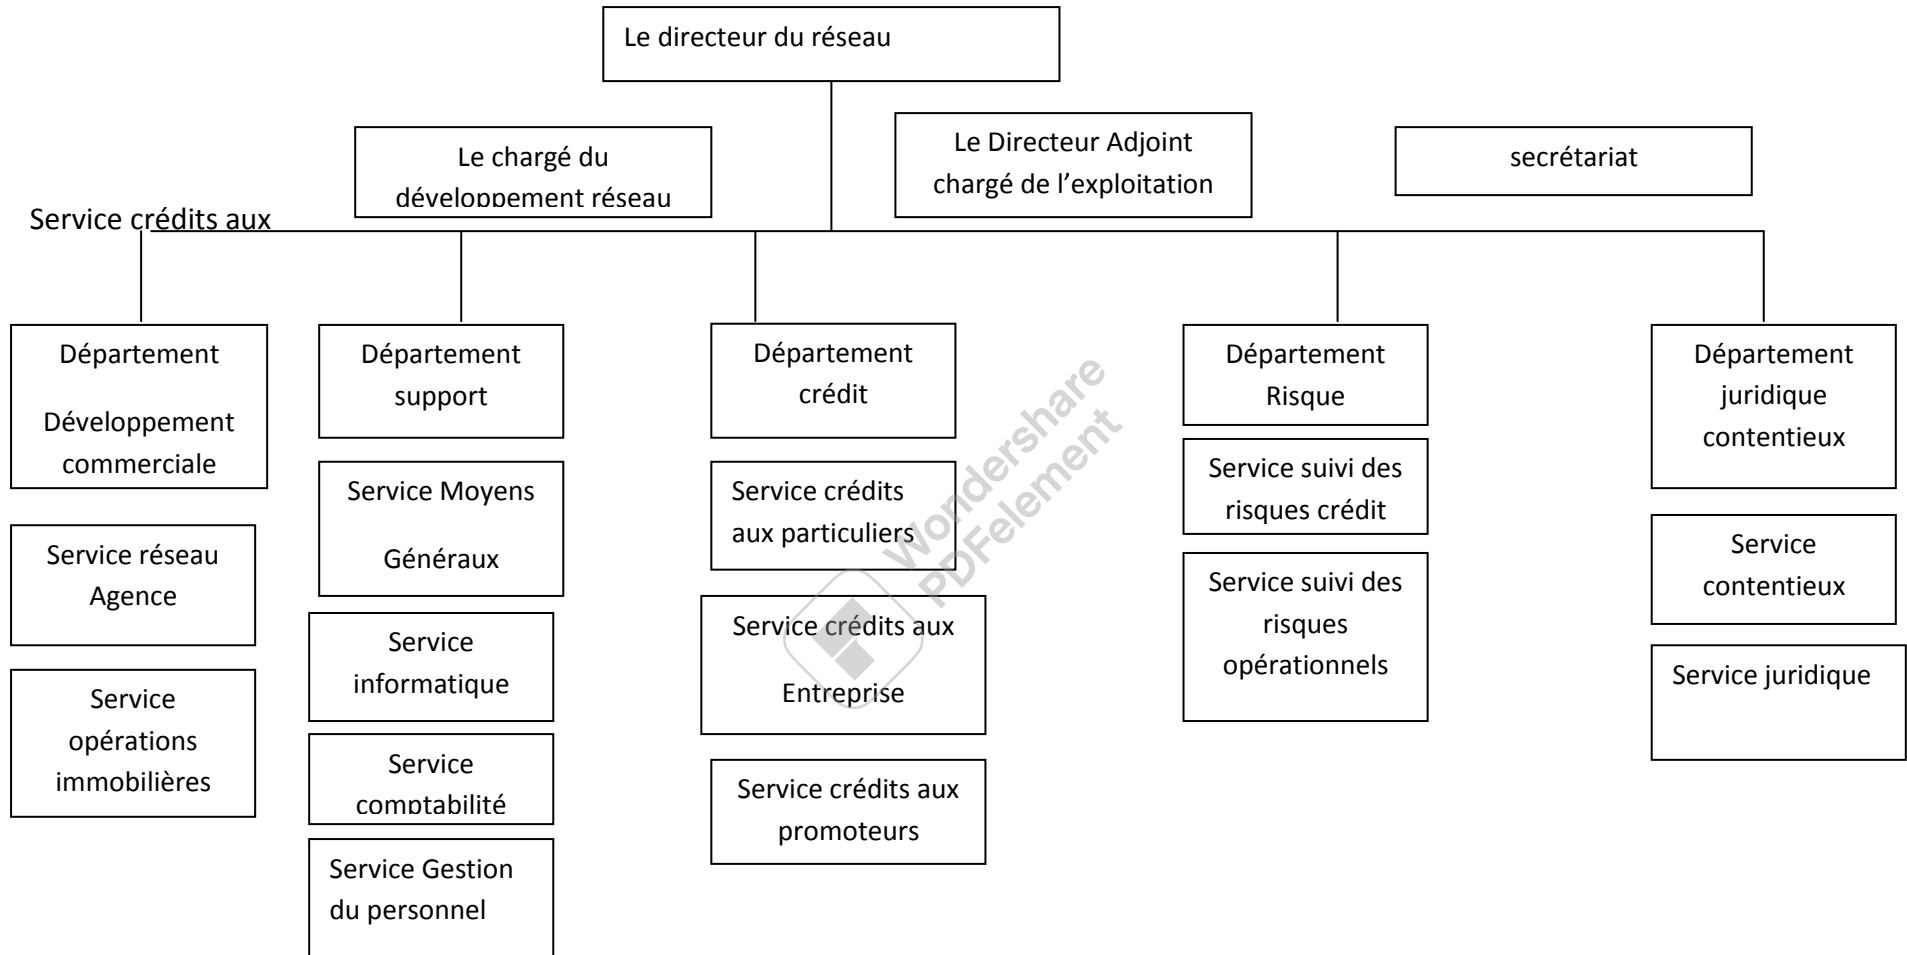 Le directeur du réseau
Le chargé du
développement réseau
Le Directeur Adjoint
chargé de l’exploitation
secrétariat
Service crédits aux
Département
Développement
commerciale
Service réseau
Agence
Service
opérations
immobilières
Département
support
Service Moyens
Généraux
Service
informatique
Service
comptabilité
Service Gestion
du personnel
Département
crédit
Service crédits
aux particuliers
Service crédits aux
Entreprise
Service crédits aux
promoteurs
Département
Risque
Service suivi des
risques crédit
Service suivi des
risques
opérationnels
Département
juridique
contentieux
Service
contentieux
Service juridique
Wondershare
PDFelement